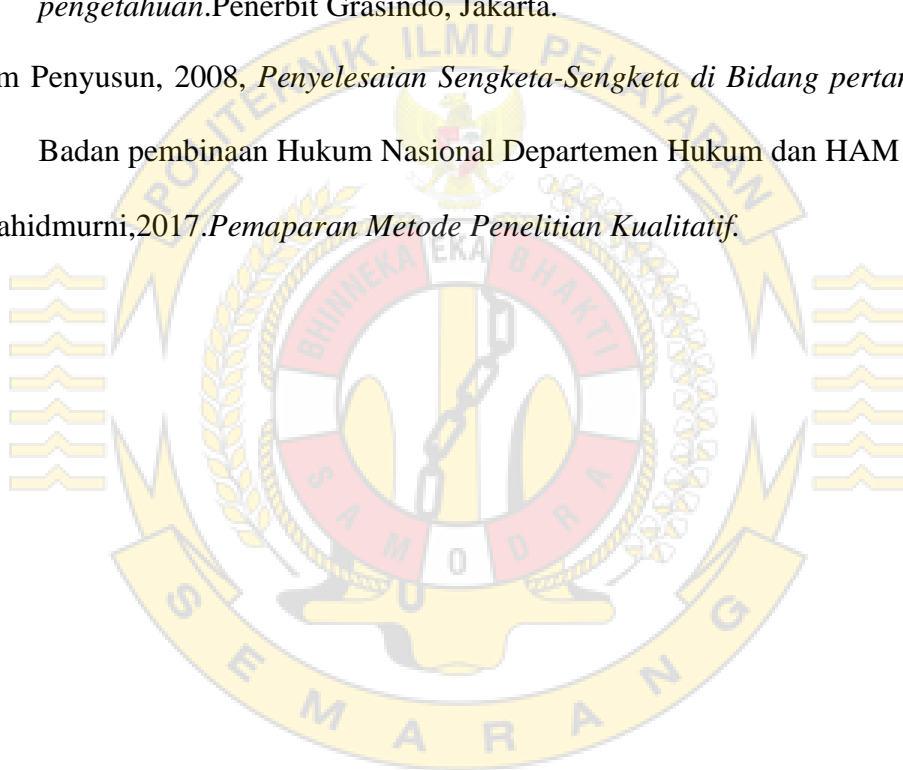 pengetahuan.Penerbit Grasindo, Jakarta.
m Penyusun, 2008, Penyelesaian Sengketa-Sengketa di Bidang pertan
Badan pembinaan Hukum Nasional Departemen Hukum dan HAM
ahidmurni,2017.Pemaparan Metode Penelitian Kualitatif.
POLITEKNIK ILMU PELAYARAN
BHINNEKA EKA BHAKTI
SAMODRA
SEMARANG